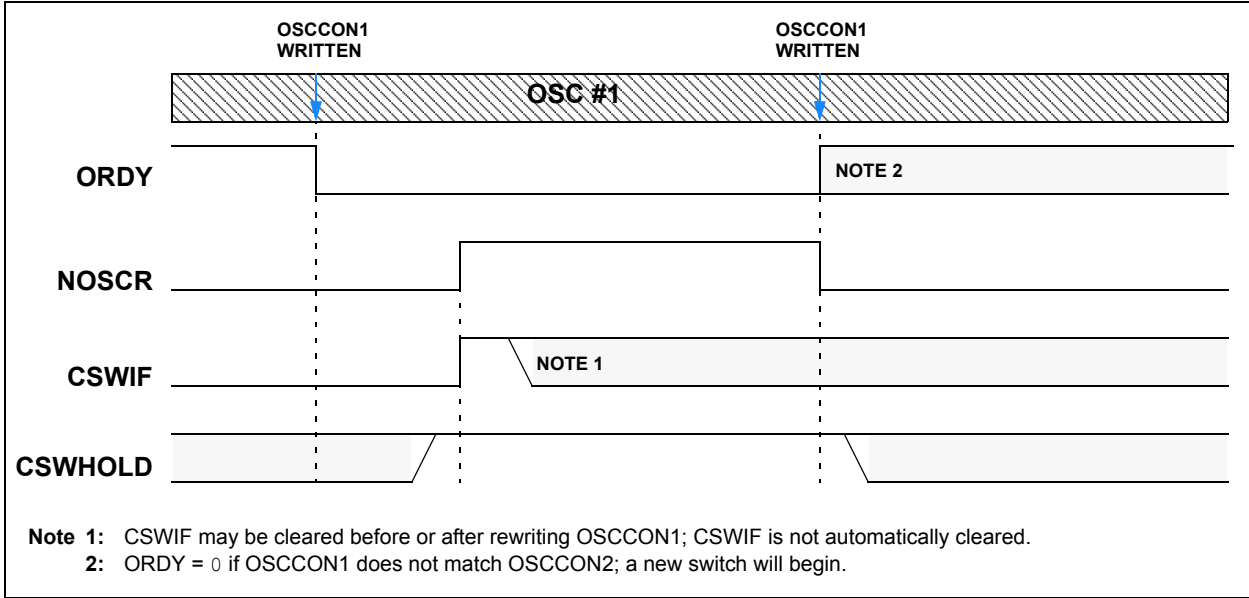 OSCCON1
WRITTEN
OSCCON1
WRITTEN
OSC #1
ORDY
NOTE 2
NOSCR
CSWIF
NOTE 1
CSWHOLD
Note 1: CSWIF may be cleared before or after rewriting OSCCON1; CSWIF is not automatically cleared.
2: ORDY = 0 if OSCCON1 does not match OSCCON2; a new switch will begin.